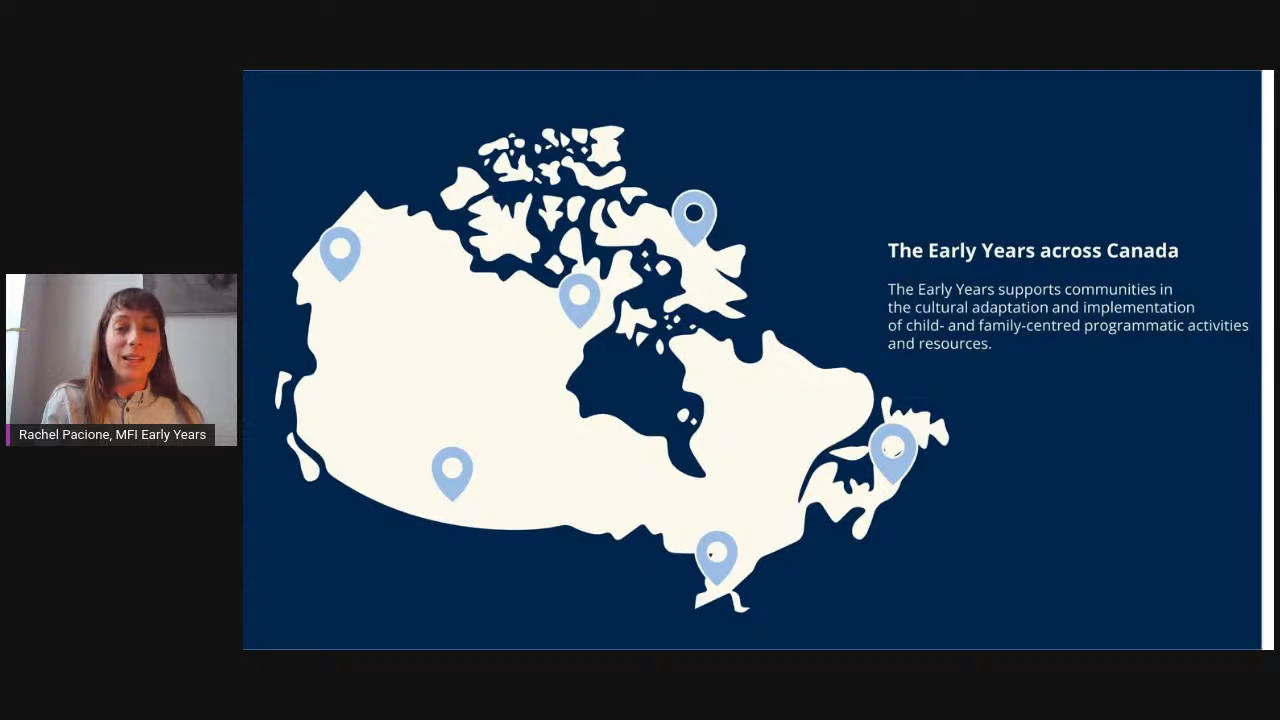 The Early Years across Canada
The Early Years supports communities in
the cultural adaptation and implementation
of child- and family-centred programmatic activities
and resources.
Rachel Pacione, MFI Early Years